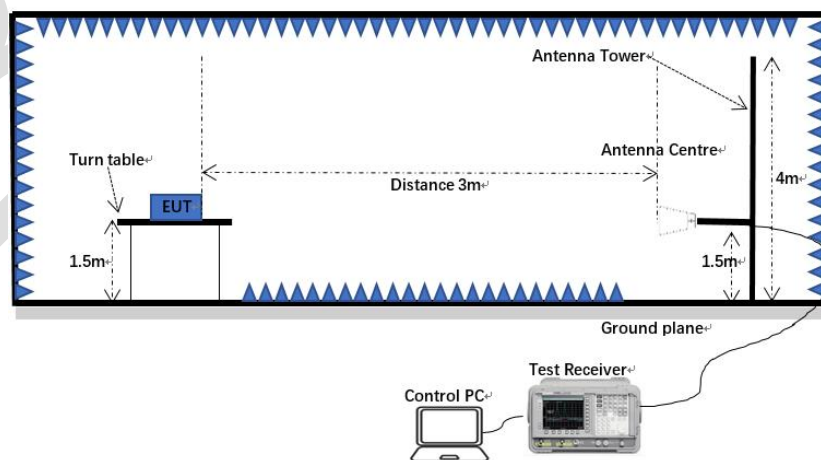 Antenna Tower↵
Turn table↵
Antenna Centre↵
Distance 3m↵
4m↵
EUT
1.5m↵
1.5m↵
Ground plane↵
Test Receiver↵
Control PC↵